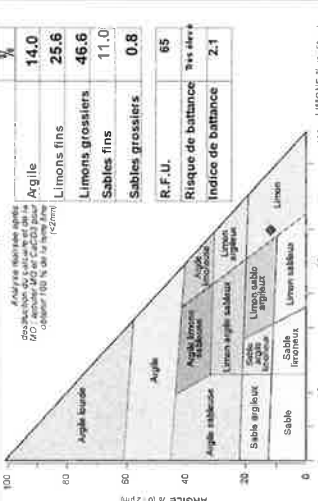 %
Analyse réalisée après
destruction du calcaire et de la
MO : Ajouter MO et CaCO3 pour
obtenir 100 % de la terre fine
(<2mm)
Argile 14.0
Limons fins 25.6
Limons grossiers 46.6
Sables fins 11.0
Sables grossiers 0.8
R.F.U. 65
Risque de battance Très élevé
Indice de battance 2.1
100
80
60
40
20
0
ARGILE % (0 - 2 µm)
Argile lourde
Argile
Argile sableuse
Argile limono sableuse
Argile limoneuse
Limon argilo sableux
Limon argileux
Sable argileux
Sable argilo limoneux
Limon sablo argileux
Limon
Sable
Sable limoneux
Limon sableux